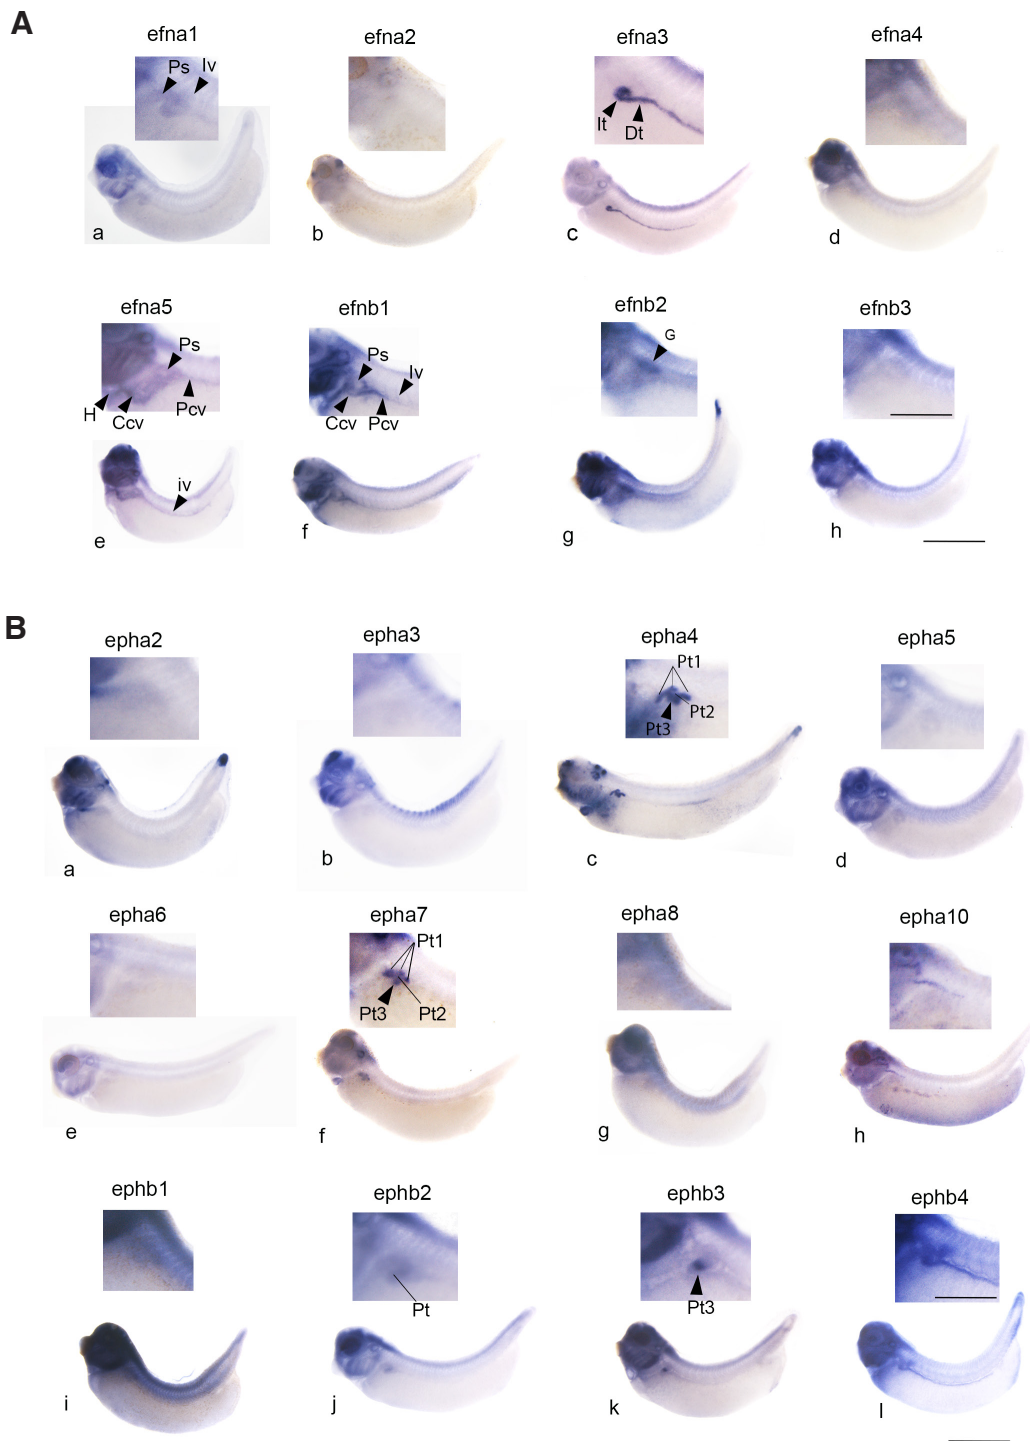 A
efna1
efna2
efna3
efna4
Ps
Iv
It
Dt
a
b
c
d
efna5
efnb1
efnb2
efnb3
Ps
H
Ccv
Pcv
iv
Ps
Iv
Ccv
Pcv
G
e
f
g
h
B
epha2
epha3
epha4
epha5
Pt1
Pt2
Pt3
a
b
c
d
epha6
epha7
epha8
epha10
Pt1
Pt3
Pt2
e
f
g
h
ephb1
ephb2
ephb3
ephb4
Pt
Pt3
i
j
k
l